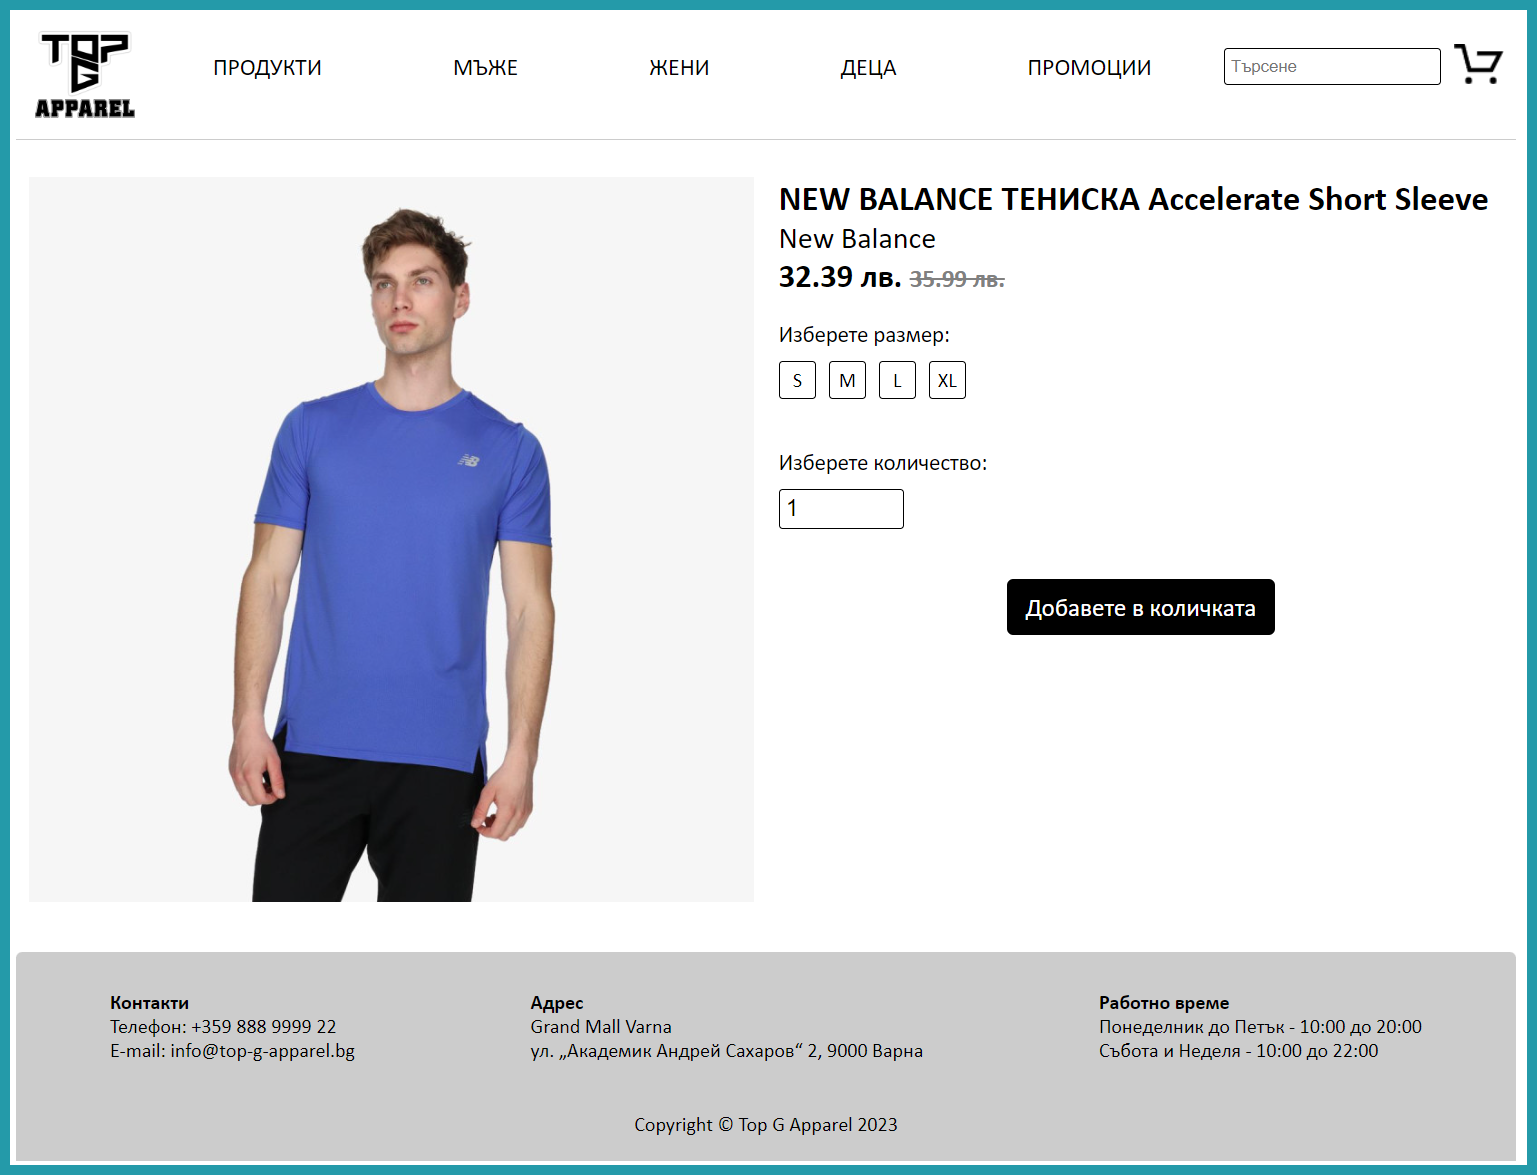 TOP
G
APPAREL
ПРОДУКТИ
МЪЖЕ
ЖЕНИ
ДЕЦА
ПРОМОЦИИ
Търсене
NEW BALANCE ТЕНИСКА Accelerate Short Sleeve
New Balance
32.39 лв. 35.99 лв.
Изберете размер:
S M L XL
Изберете количество:
1
Добавете в количката
NB
Контакти
Телефон: +359 888 9999 22
E-mail: info@top-g-apparel.bg
Адрес
Grand Mall Varna
ул. „Академик Андрей Сахаров“ 2, 9000 Варна
Работно време
Понеделник до Петък - 10:00 до 20:00
Събота и Неделя - 10:00 до 22:00
Copyright © Top G Apparel 2023